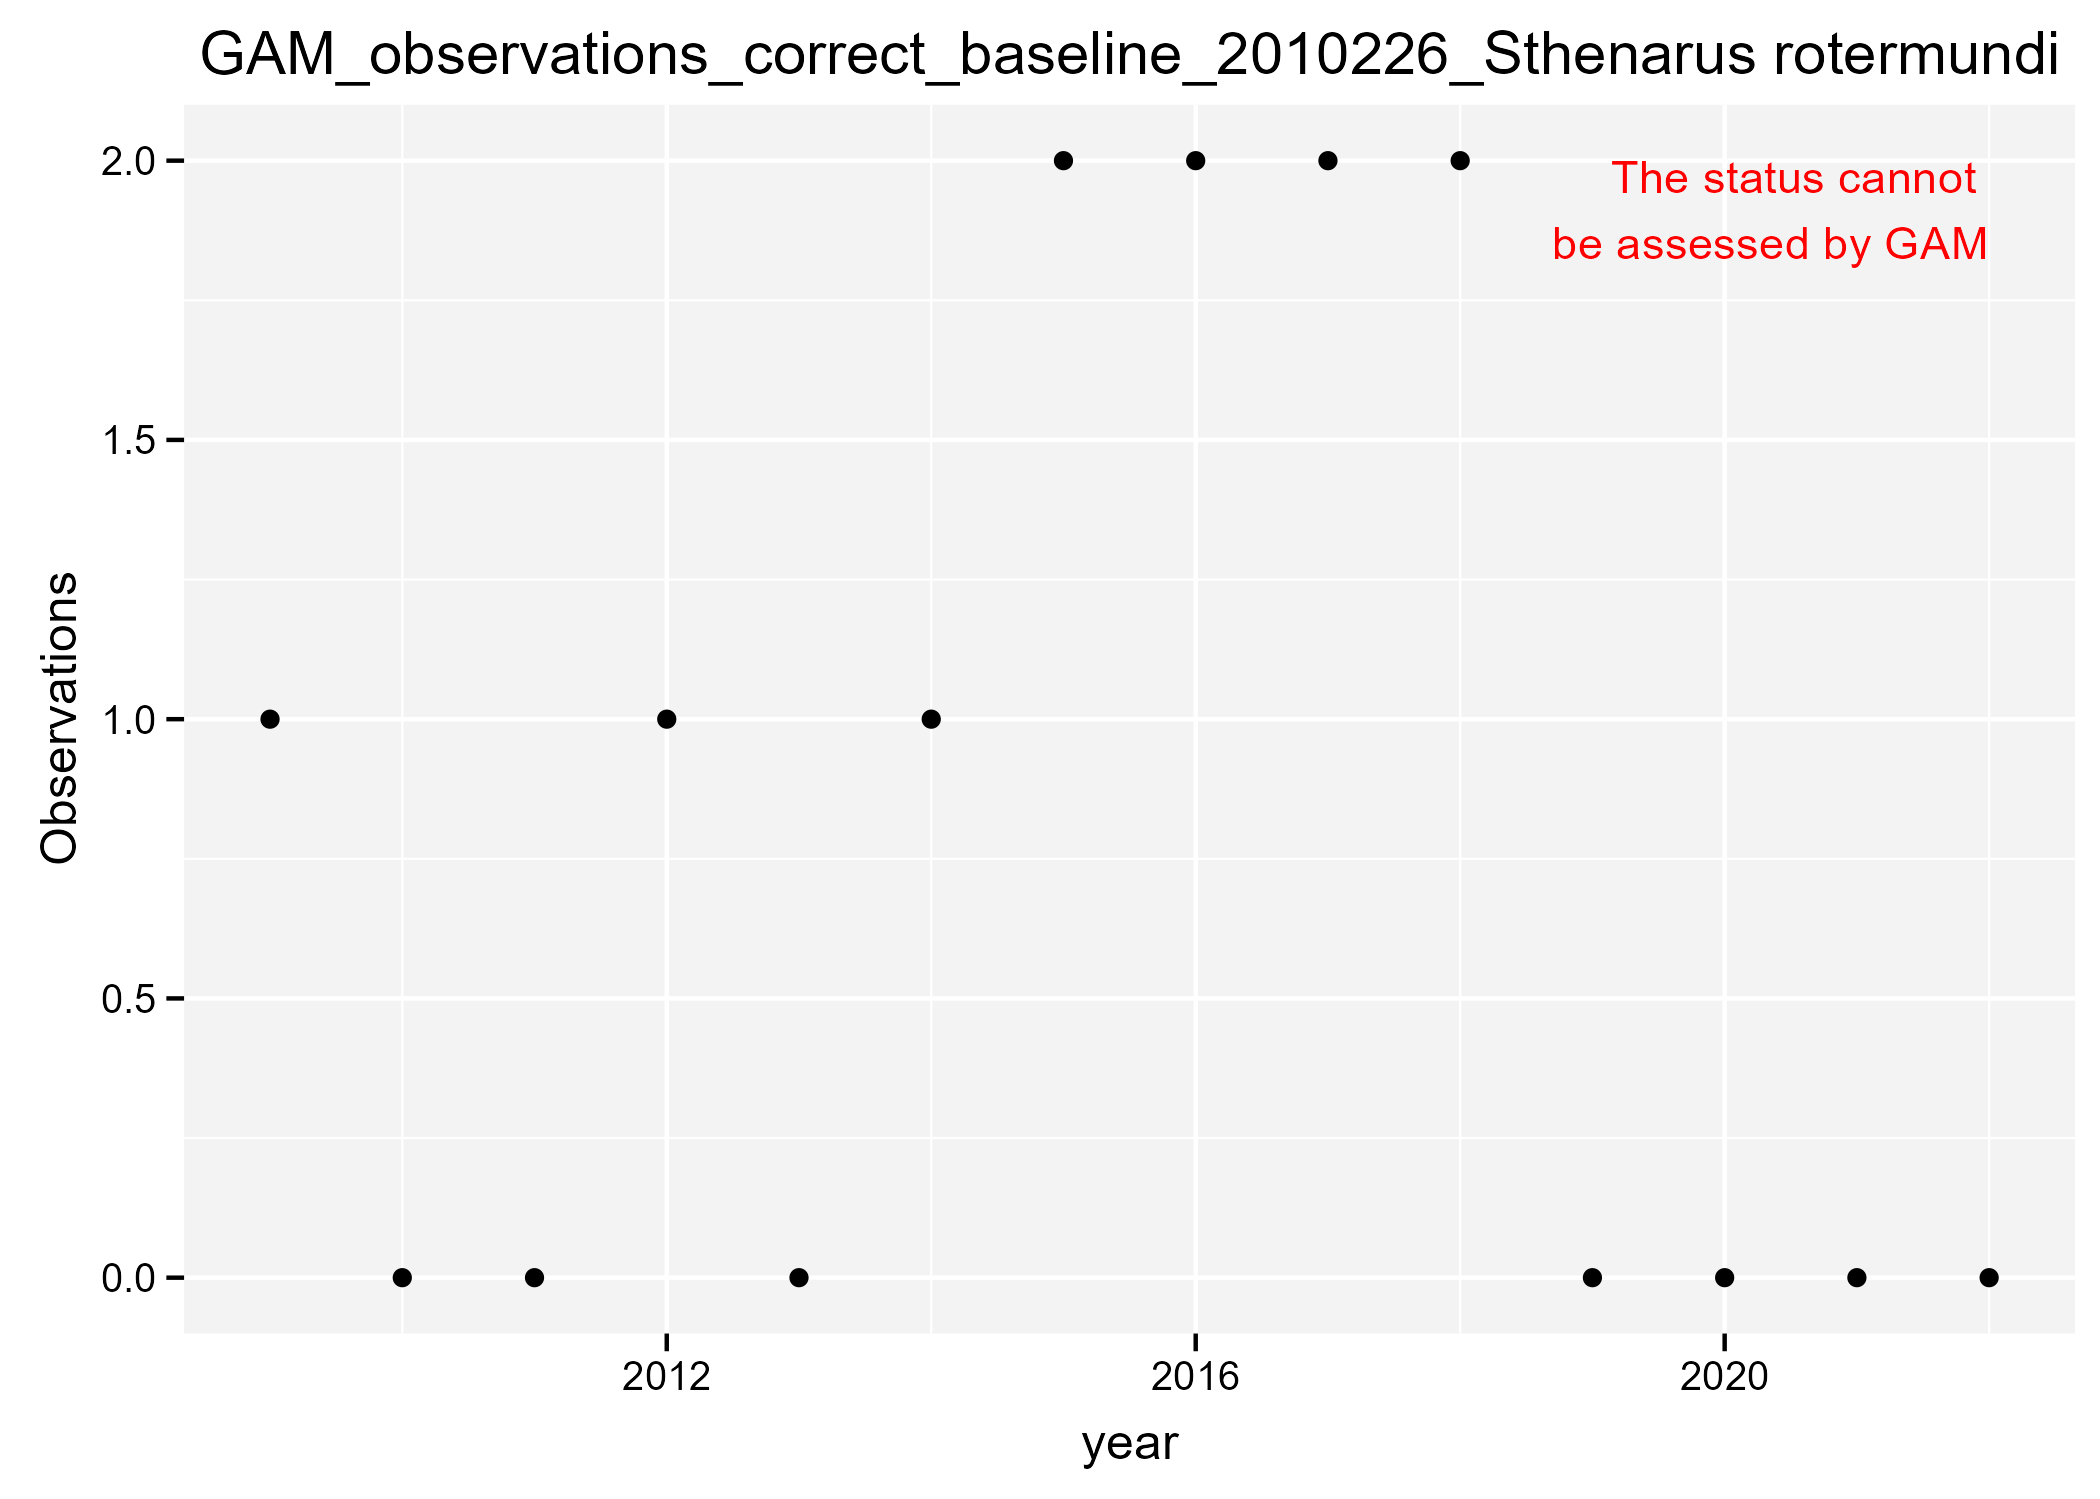 GAM_observations_correct_baseline_2010226_Sthenarus rotermundi
The status cannot
be assessed by GAM
2.0
1.5
1.0
0.5
0.0
Observations
2012
2016
2020
year